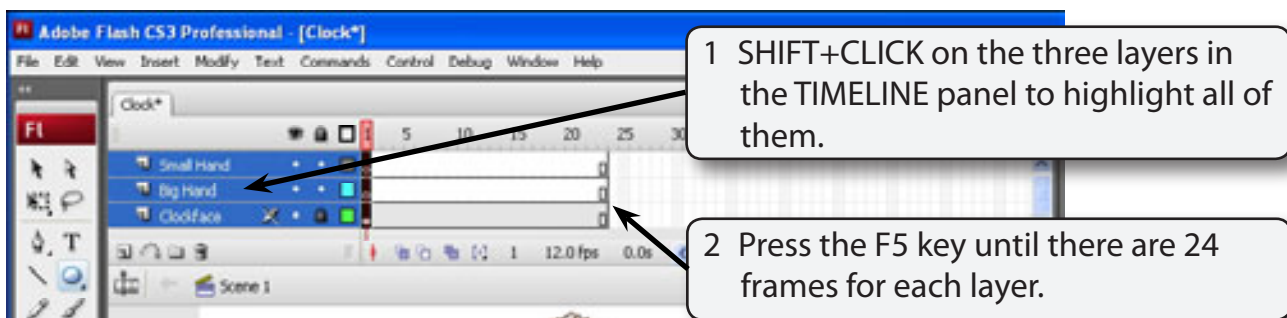 Adobe Flash CS3 Professional - [Clock*]
File Edit View Insert Modify Text Commands Control Debug Window Help
1 SHIFT+CLICK on the three layers in
the TIMELINE panel to highlight all of
them.
Clock*
Fl
1 5 10 15 20 25 30
Small Hand
Big Hand
Clockface
1 12.0 fps 0.0s
2 Press the F5 key until there are 24
frames for each layer.
T
Scene 1